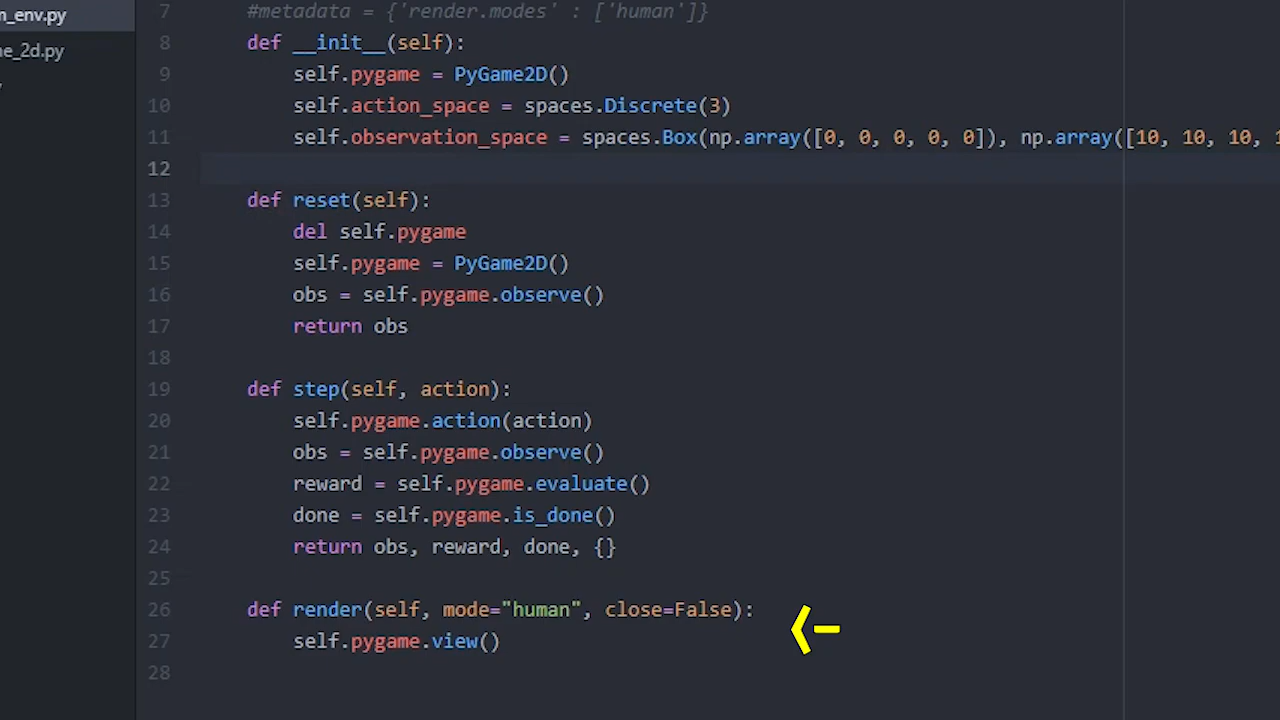 m_env.py
ne_2d.py
7 #metadata = {'render.modes' : ['human']}
8 def __init__(self):
9 self.pygame = PyGame2D()
10 self.action_space = spaces.Discrete(3)
11 self.observation_space = spaces.Box(np.array([0, 0, 0, 0, 0]), np.array([10, 10, 10, 1
12
13 def reset(self):
14 del self.pygame
15 self.pygame = PyGame2D()
16 obs = self.pygame.observe()
17 return obs
18
19 def step(self, action):
20 self.pygame.action(action)
21 obs = self.pygame.observe()
22 reward = self.pygame.evaluate()
23 done = self.pygame.is_done()
24 return obs, reward, done, {}
25
26 def render(self, mode="human", close=False):
27 self.pygame.view()
28